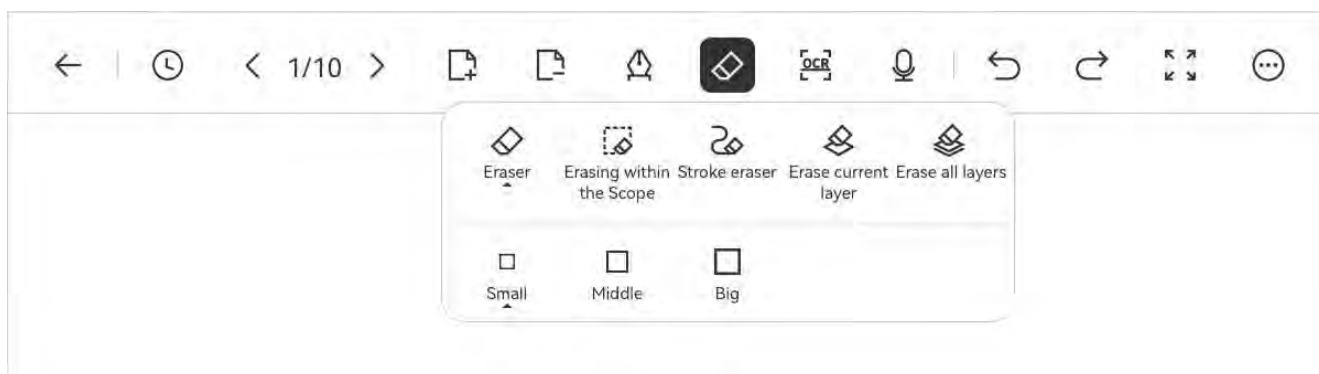 1/10
OCR
Eraser
Erasing within
the Scope
Stroke eraser
Erase current
layer
Erase all layers
Small
Middle
Big